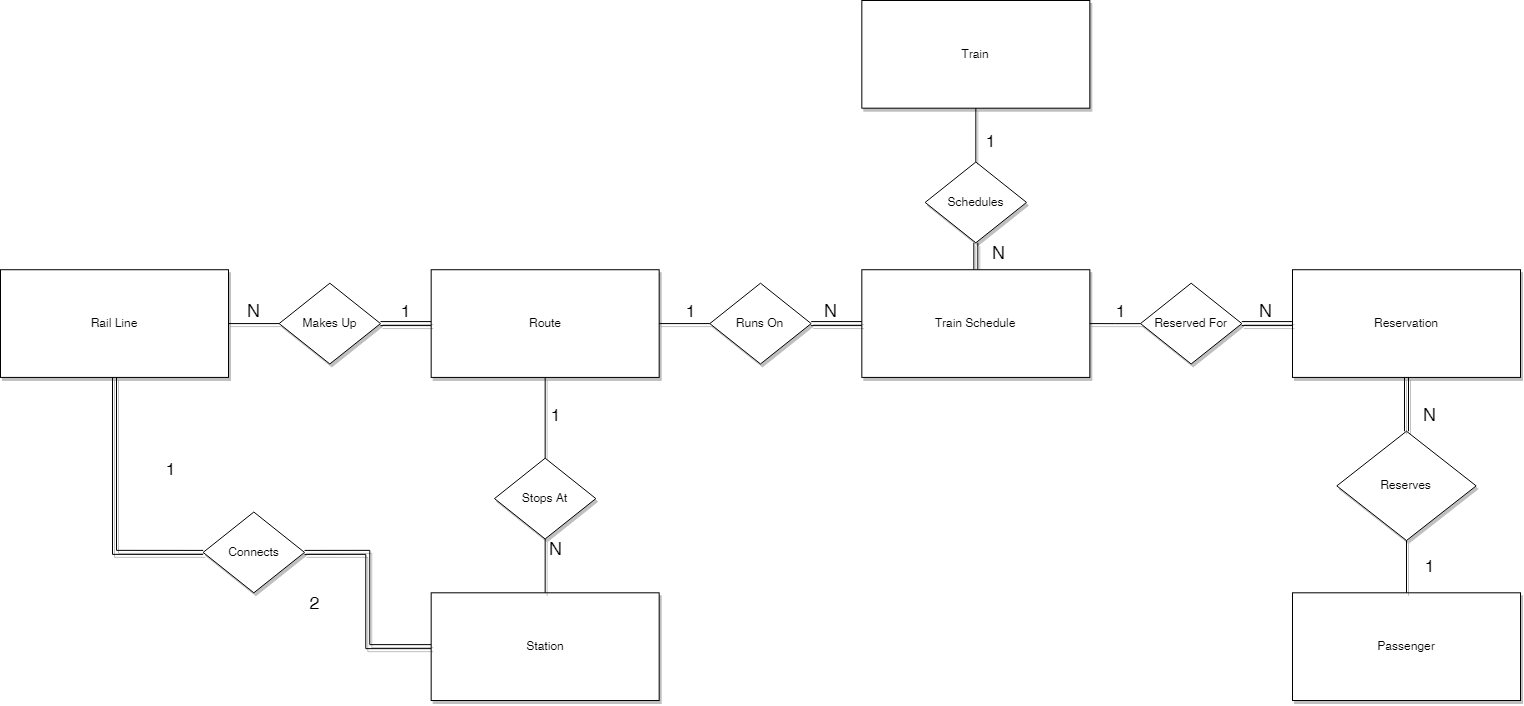 Train
1
Schedules
N
Rail Line
N
Makes Up
1
Route
1
Runs On
N
Train Schedule
1
Reserved For
N
Reservation
1
N
1
Stops At
Reserves
N
Connects
1
2
Station
Passenger